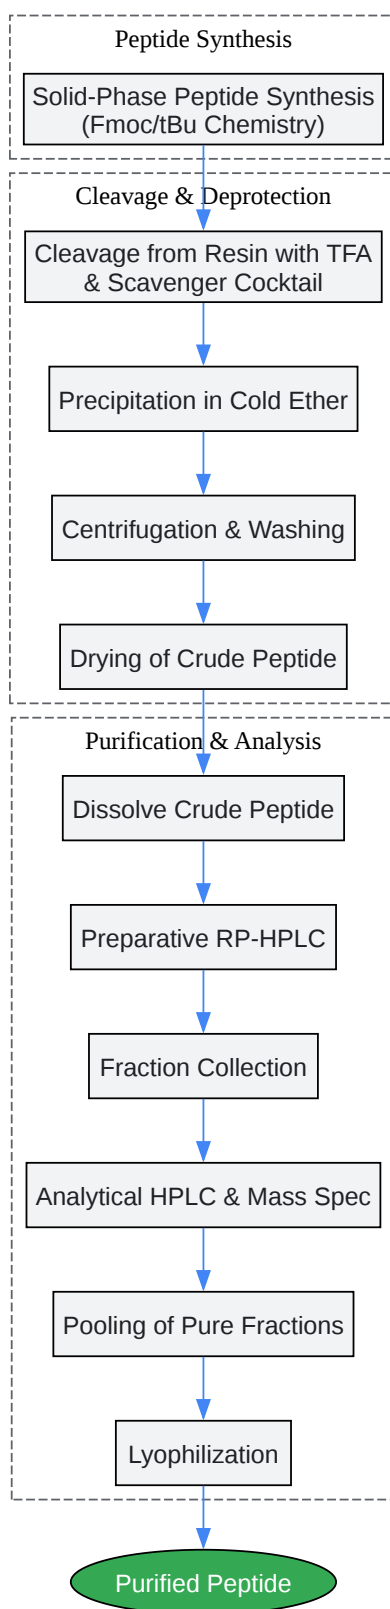 Peptide Synthesis
Solid-Phase Peptide Synthesis
(Fmoc/tBu Chemistry)
Cleavage & Deprotection
Cleavage from Resin with TFA
& Scavenger Cocktail
Precipitation in Cold Ether
Centrifugation & Washing
Drying of Crude Peptide
Purification & Analysis
Dissolve Crude Peptide
Preparative RP-HPLC
Fraction Collection
Analytical HPLC & Mass Spec
Pooling of Pure Fractions
Lyophilization
Purified Peptide